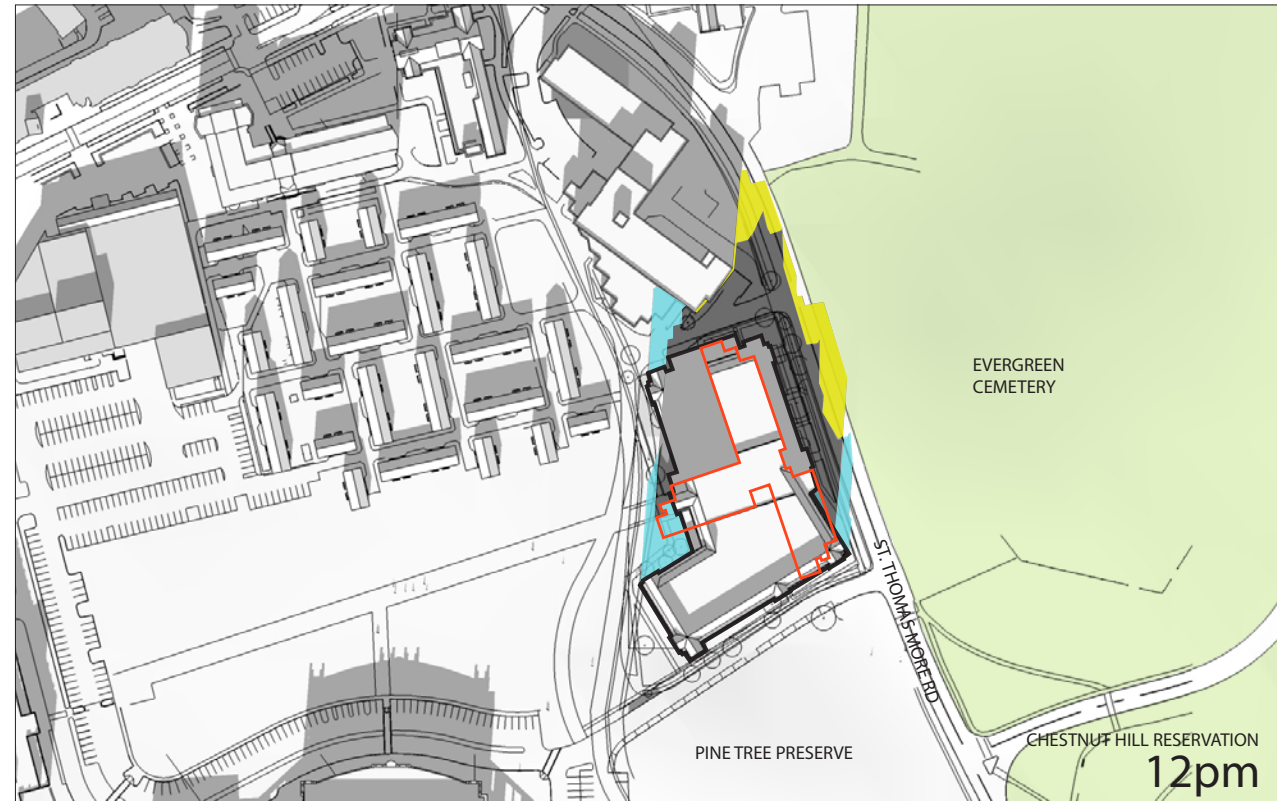 EVERGREEN
CEMETERY
ST. THOMAS MORE RD
PINE TREE PRESERVE
CHESTNUT HILL RESERVATION
12pm